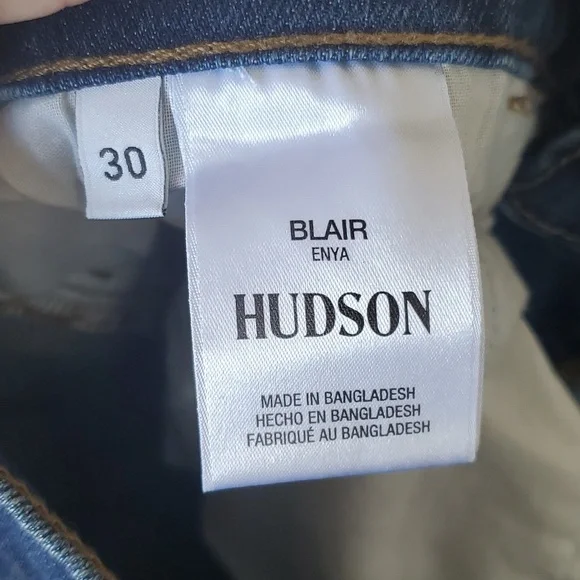 30
BLAIR
ENYA
HUDSON
MADE IN BANGLADESH
HECHO EN BANGLADESH
FABRIQUÉ AU BANGLADESH